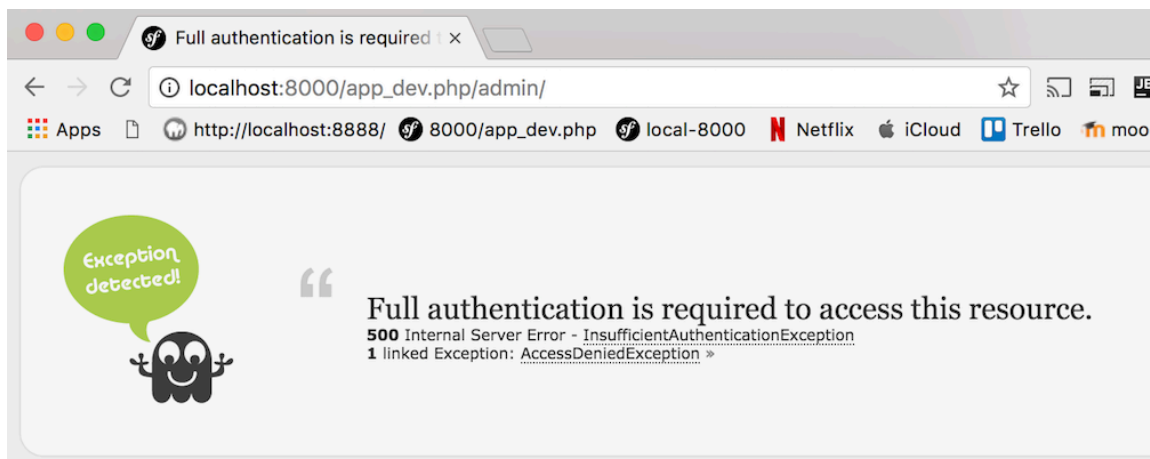 Full authentication is required t
localhost:8000/app_dev.php/admin/
Apps http://localhost:8888/ 8000/app_dev.php local-8000 Netflix iCloud Trello moo
Exception
detected!
“
Full authentication is required to access this resource.
500 Internal Server Error - InsufficientAuthenticationException
1 linked Exception: AccessDeniedException »